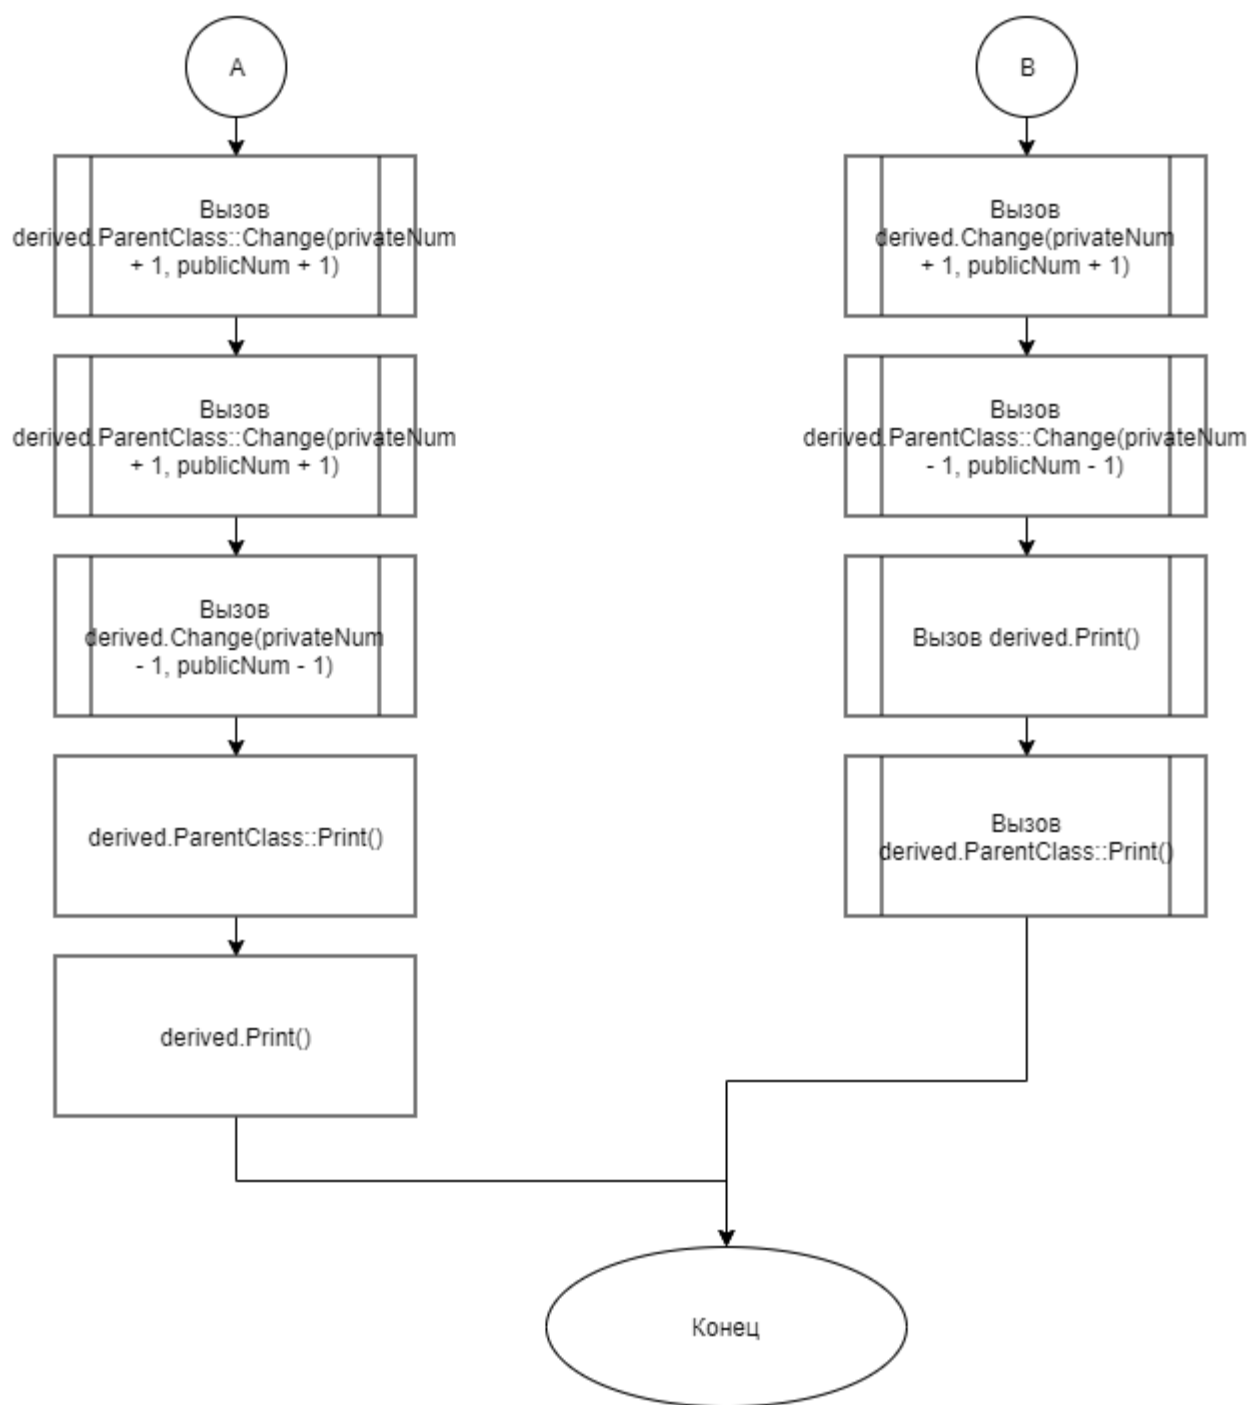 A
Вызов
derived.ParentClass::Change(privateNum
+ 1, publicNum + 1)
Вызов
derived.ParentClass::Change(privateNum
+ 1, publicNum + 1)
Вызов
derived.Change(privateNum
- 1, publicNum - 1)
derived.ParentClass::Print()
derived.Print()
B
Вызов
derived.Change(privateNum
+ 1, publicNum + 1)
Вызов
derived.ParentClass::Change(privateNum
- 1, publicNum - 1)
Вызов derived.Print()
Вызов
derived.ParentClass::Print()
Конец